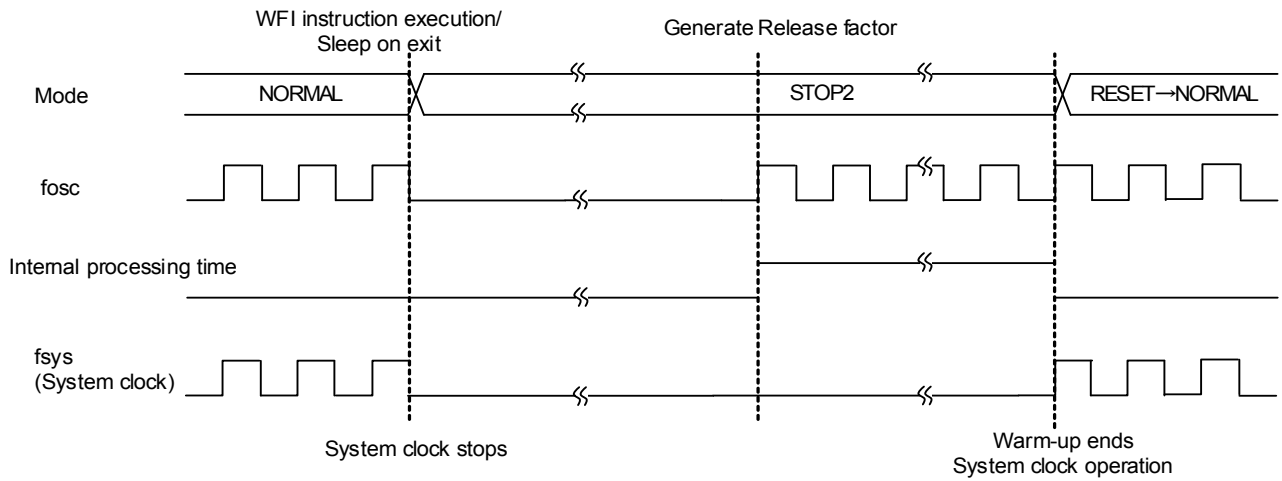 WFI instruction execution/
Sleep on exit
Generate Release factor
Mode
NORMAL
STOP2
RESET→NORMAL
fosc
Internal processing time
fsys
(System clock)
System clock stops
Warm-up ends
System clock operation